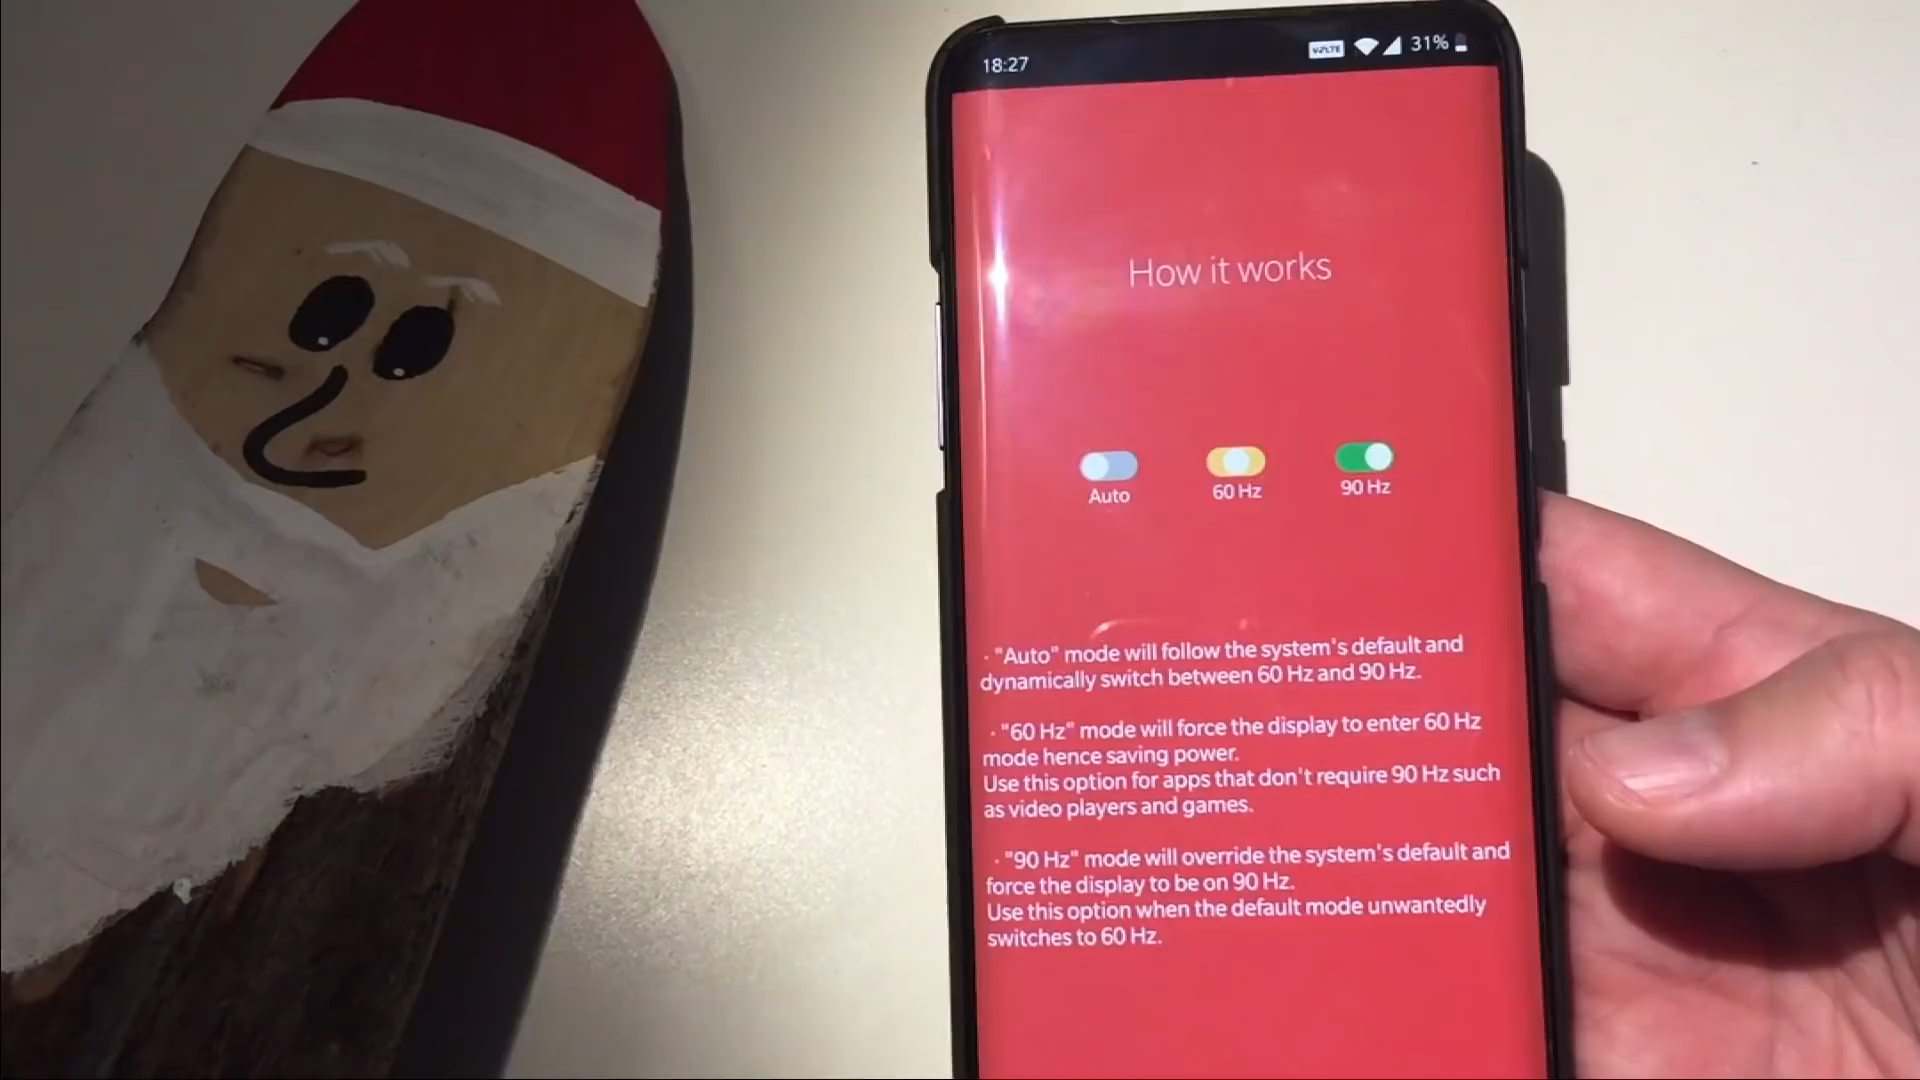 18:27
VoLTE
31%
How it works
Auto
60 Hz
90 Hz
· "Auto" mode will follow the system's default and
dynamically switch between 60 Hz and 90 Hz.
· "60 Hz" mode will force the display to enter 60 Hz
mode hence saving power.
Use this option for apps that don't require 90 Hz such
as video players and games.
· "90 Hz" mode will override the system's default and
force the display to be on 90 Hz.
Use this option when the default mode unwantedly
switches to 60 Hz.